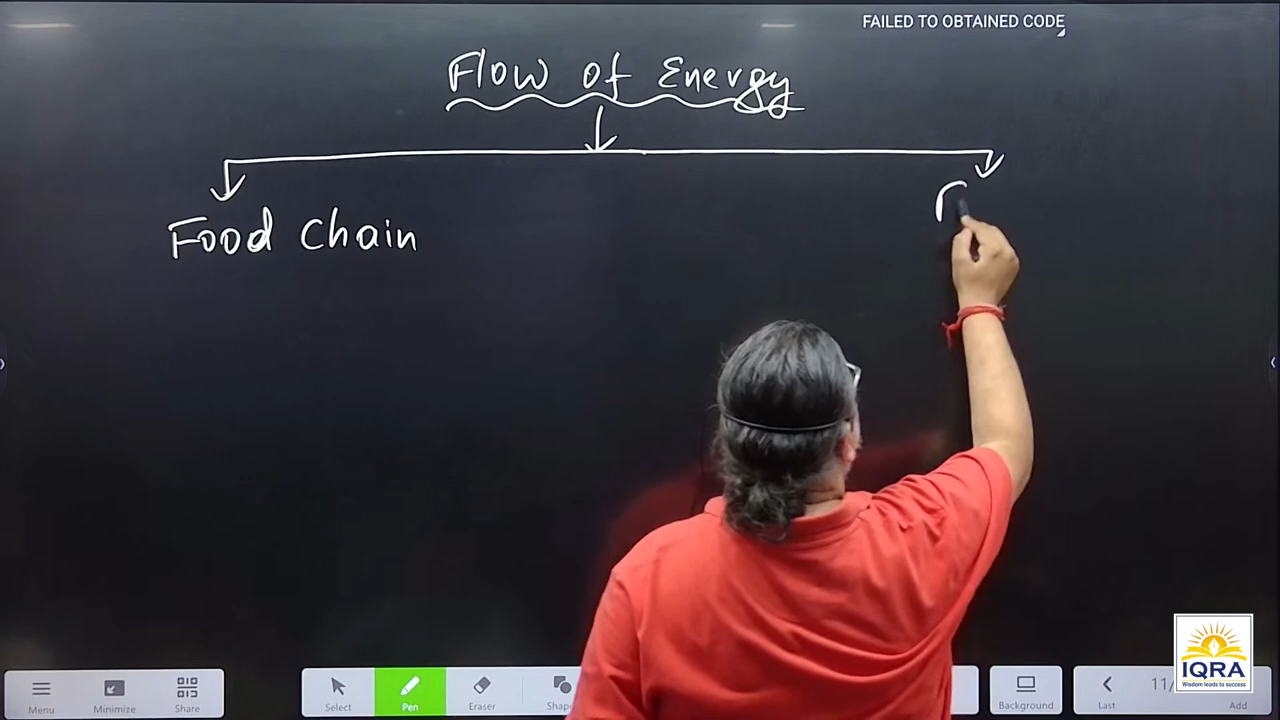 FAILED TO OBTAINED CODE
Flow of Energy
Food Chain
Menu
Minimize
Share
Select
Pen
Eraser
Background
Last
11/
Add
IQRA
Wisdom leads to success